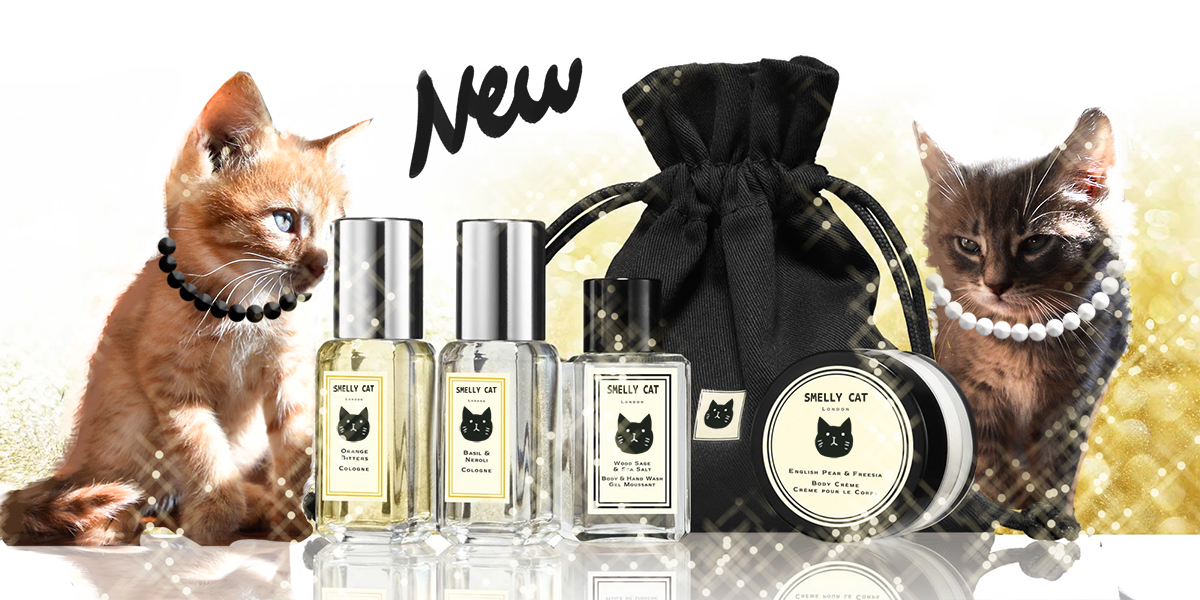 New
SMELLY CAT
LONDON
ORANGE
BITTERS
COLOGNE
SMELLY CAT
LONDON
BASIL &
NEROLI
COLOGNE
SMELLY CAT
LONDON
WOOD SAGE
& SEA SALT
BODY & HAND WASH
GEL MOUSSANT
SMELLY CAT
LONDON
ENGLISH PEAR & FREESIA
BODY CRÈME
CRÈME POUR LE CORPS